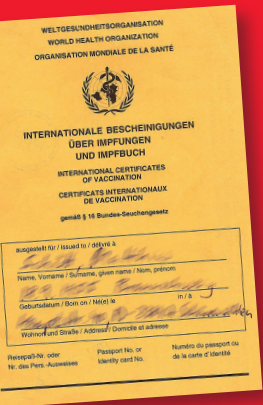 WELTGESUNDHEITSORGANISATION
WORLD HEALTH ORGANIZATION
ORGANISATION MONDIALE DE LA SANTÉ
INTERNATIONALE BESCHEINIGUNGEN
ÜBER IMPFUNGEN
UND IMPFBUCH
INTERNATIONAL CERTIFICATES
OF VACCINATION
CERTIFICATS INTERNATIONAUX
DE VACCINATION
gemäß § 16 Bundes-Seuchengesetz
ausgestellt für / issued to / délivré à
Name, Vorname / Surname, given name / Nom, prénom
Geburtsdatum / Born on / Né(e) le in / à
Wohnort und Straße / Address / Domicile et adresse
Reisepaß-Nr. oder Passport No. or Numéro du passeport ou
Nr. des Pers.-Ausweises Identity card No. de la carte d'identité